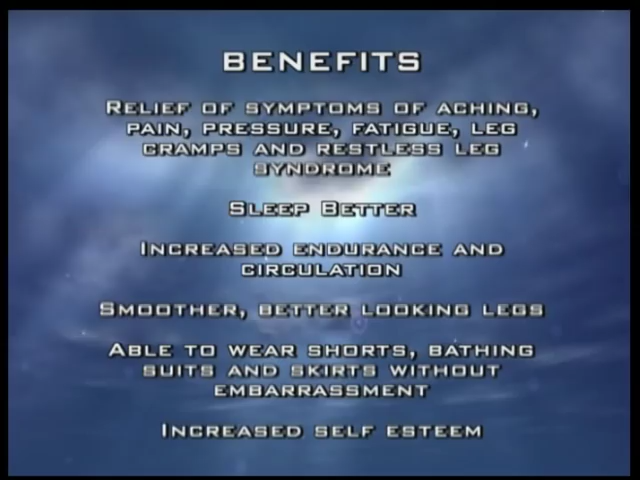 BENEFITS
RELIEF OF SYMPTOMS OF ACHING,
PAIN, PRESSURE, FATIGUE, LEG
CRAMPS AND RESTLESS LEG
SYNDROME
SLEEP BETTER
INCREASED ENDURANCE AND
CIRCULATION
SMOOTHER, BETTER LOOKING LEGS
ABLE TO WEAR SHORTS, BATHING
SUITS AND SKIRTS WITHOUT
EMBARRASSMENT
INCREASED SELF ESTEEM